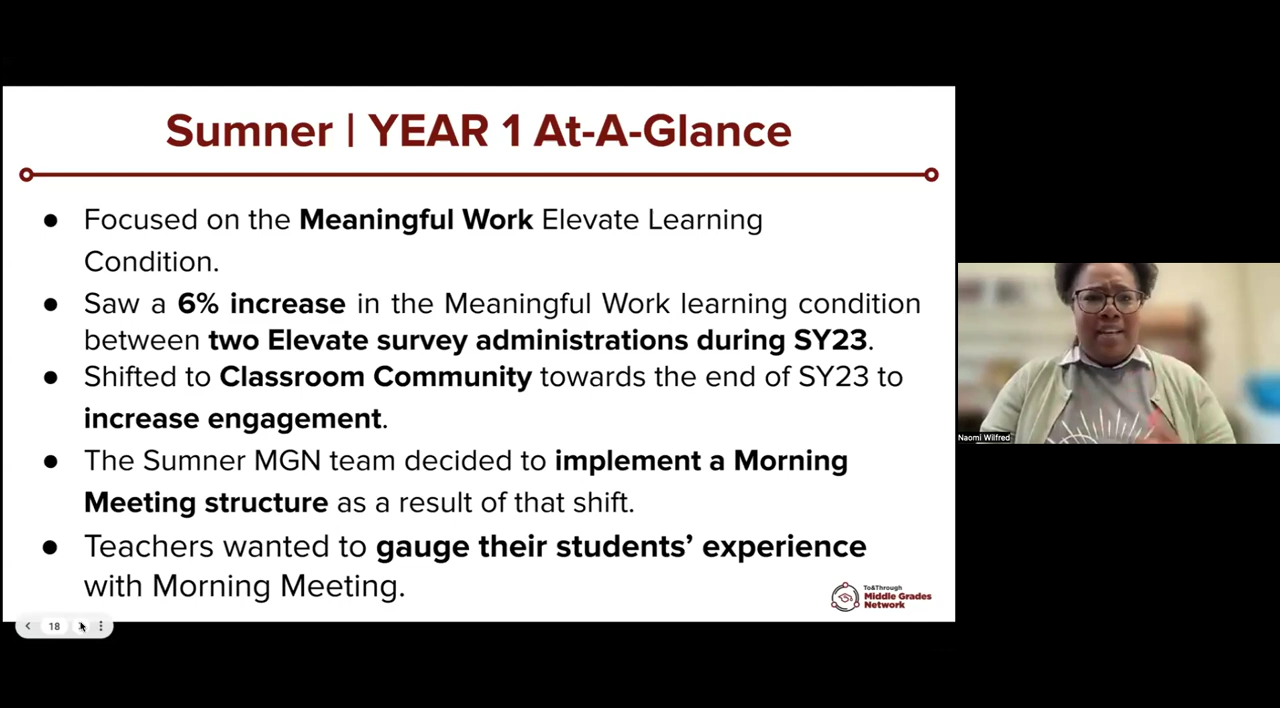 Sumner | YEAR 1 At-A-Glance
● Focused on the Meaningful Work Elevate Learning
Condition.
● Saw a 6% increase in the Meaningful Work learning condition
between two Elevate survey administrations during SY23.
● Shifted to Classroom Community towards the end of SY23 to
increase engagement.
● The Sumner MGN team decided to implement a Morning
Meeting structure as a result of that shift.
● Teachers wanted to gauge their students’ experience
with Morning Meeting.
To&Through
Middle Grades
Network
18
Naomi Wilfred